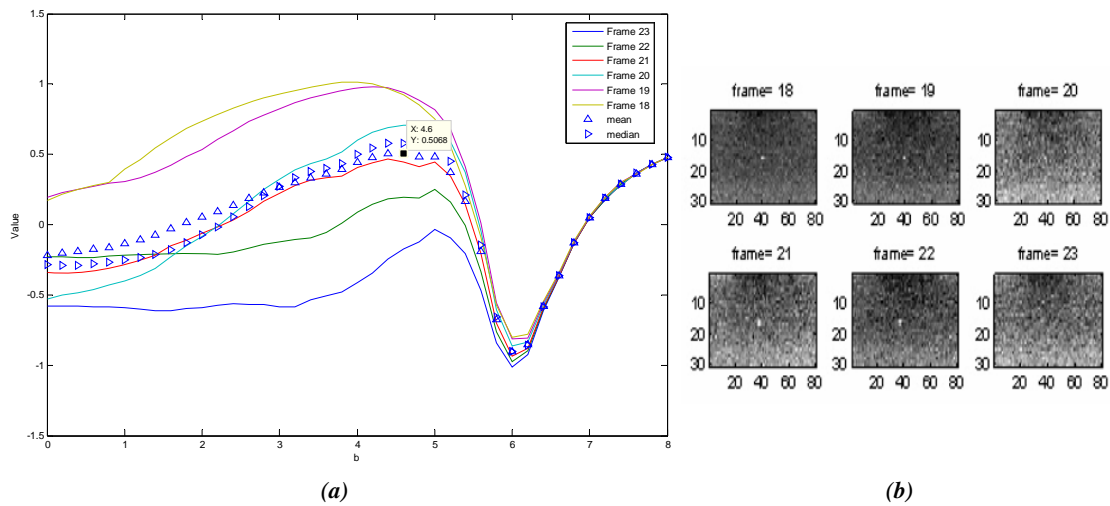 1.5
1
0.5
0
-0.5
-1
-1.5
Value
0 1 2 3 4 5 6 7 8
b
Frame 23
Frame 22
Frame 21
Frame 20
Frame 19
Frame 18
mean
median
X: 4.6
Y: 0.5068
(a)
frame= 18
10
20
30
20 40 60 80
frame= 19
10
20
30
20 40 60 80
frame= 20
10
20
30
20 40 60 80
frame= 21
10
20
30
20 40 60 80
frame= 22
10
20
30
20 40 60 80
frame= 23
10
20
30
20 40 60 80
(b)